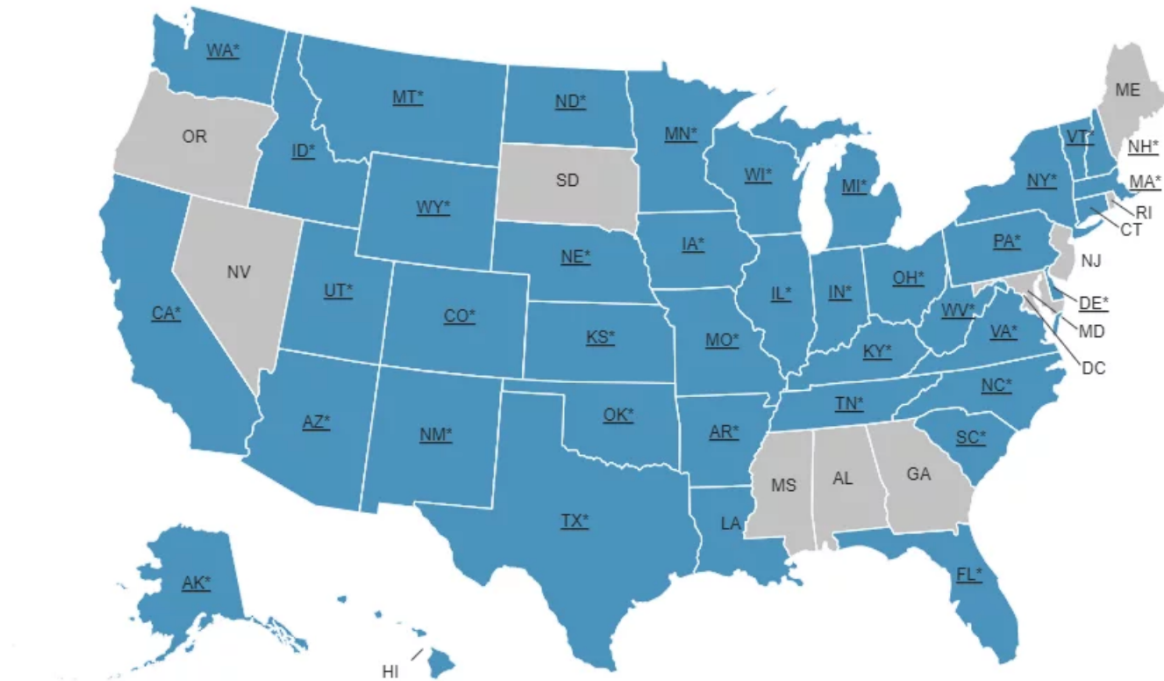 WA*
MT*
ND*
ME
OR
ID*
MN*
VT*
NH*
SD
WI*
MI*
NY*
MA*
WY*
RI
CT
IA*
PA*
NE*
NJ
NV
OH*
UT*
IL*
IN*
DE*
CA*
CO*
WV*
KS*
MO*
VA*
MD
KY*
DC
NC*
TN*
AZ*
NM*
OK*
AR*
SC*
MS
AL
GA
TX*
LA
AK*
FL*
HI